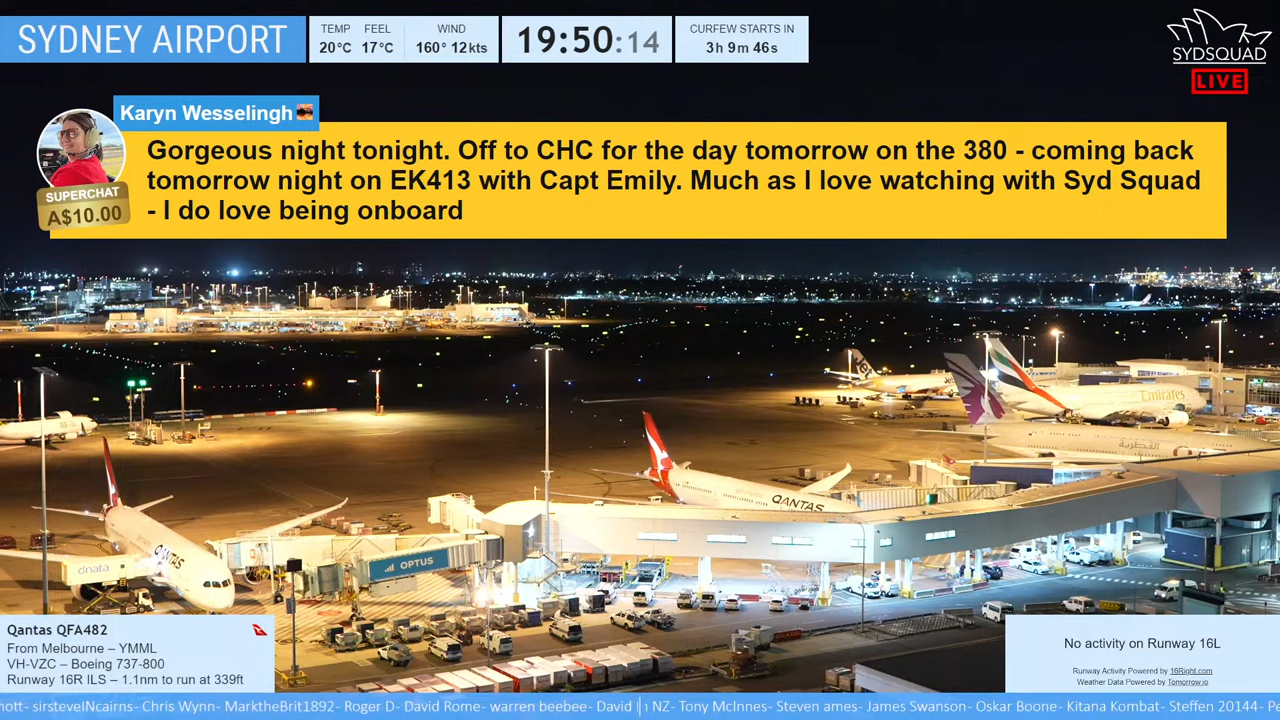 SYDNEY AIRPORT
TEMP FEEL WIND
20°C 17°C 160° 12kts
19:50:14
CURFEW STARTS IN
3h 9m 46s
SYDSQUAD
LIVE
Karyn Wesselingh
Gorgeous night tonight. Off to CHC for the day tomorrow on the 380 - coming back
tomorrow night on EK413 with Capt Emily. Much as I love watching with Syd Squad
- I do love being onboard
SUPERCHAT
A$10.00
Jet
Emirates
QANTAS
QANTAS
dnata
OPTUS
Qantas QFA482
From Melbourne – YMML
VH-VZC – Boeing 737-800
Runway 16R ILS – 1.1nm to run at 339ft
No activity on Runway 16L
Runway Activity Powered by 16Right.com
Weather Data Powered by Tomorrow.io
nott- sirstevelNcairns- Chris Wynn- MarktheBrit1892- Roger D- David Rome- warren beebee- David NZ- Tony McInnes- Steven ames- James Swanson- Oskar Boone- Kitana Kombat- Steffen 20144- Pe